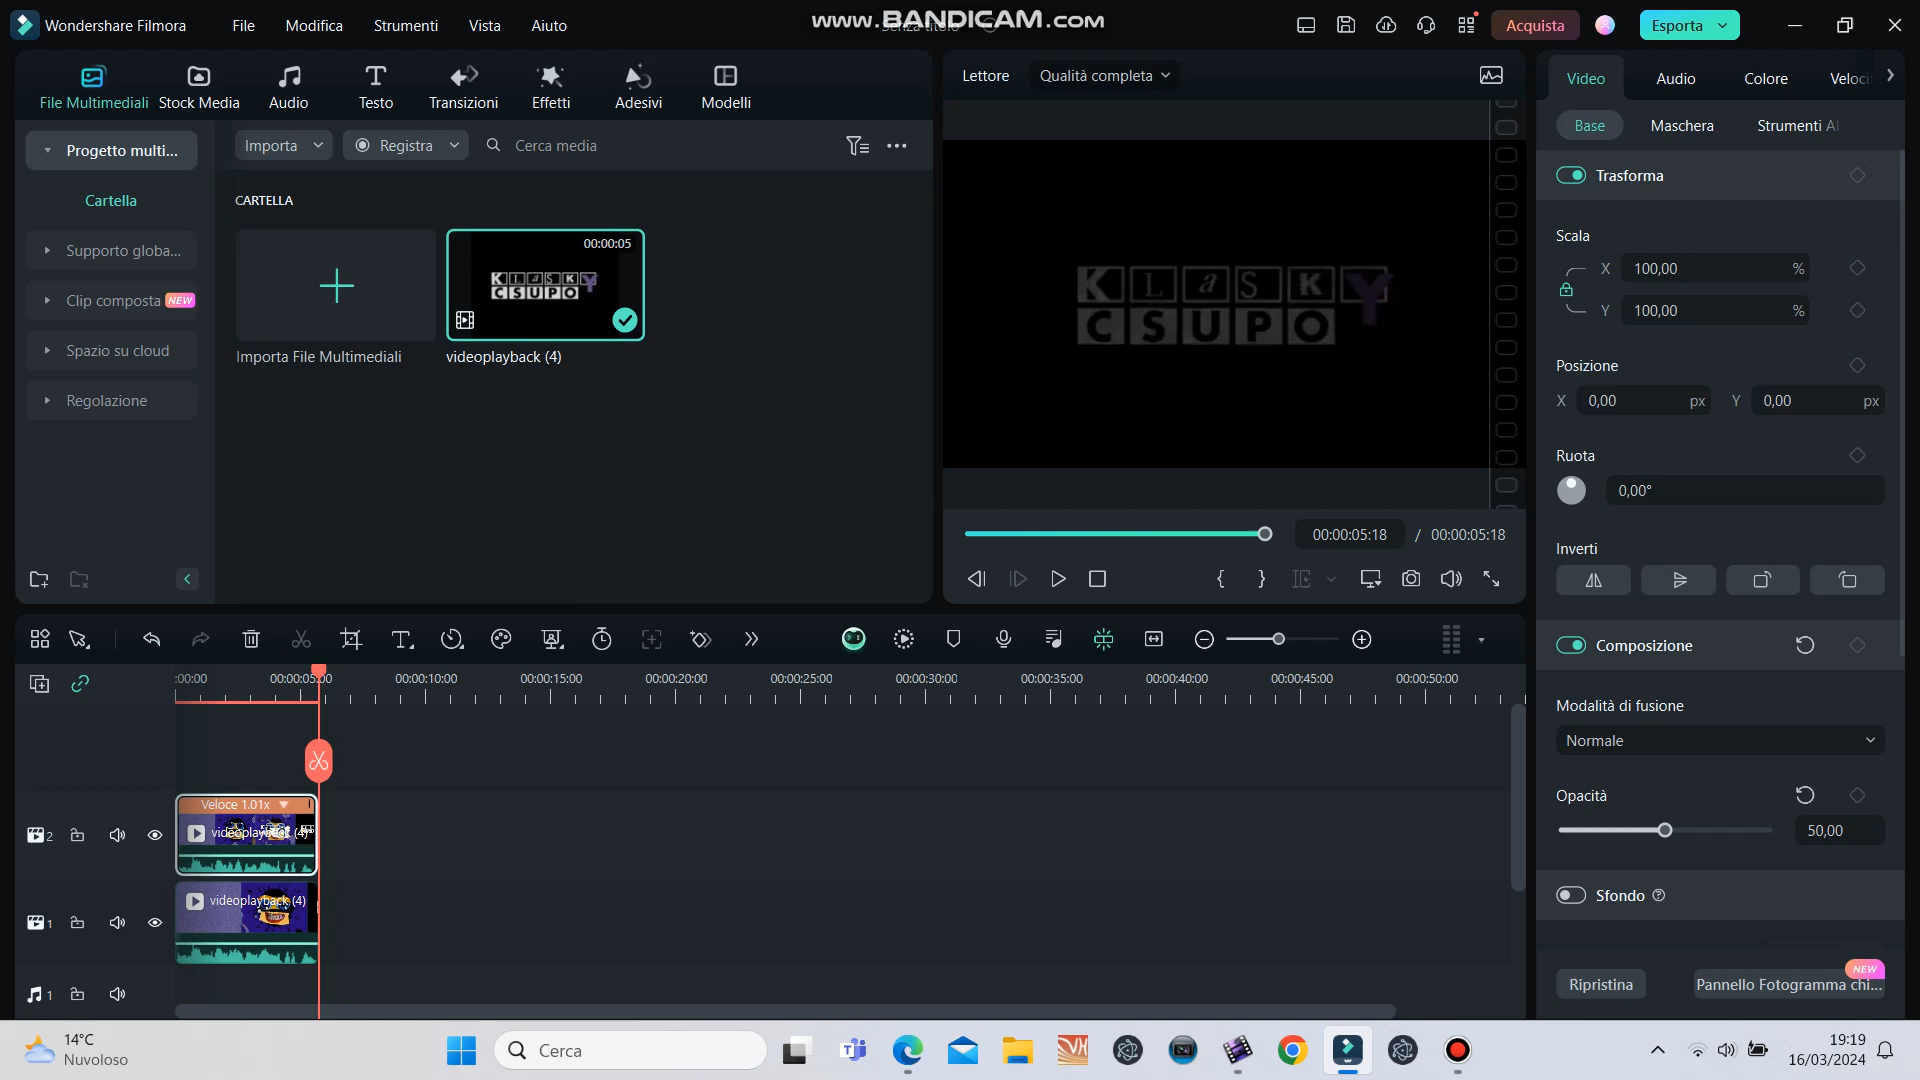 Wondershare Filmora
File
Modifica
Strumenti
Vista
Aiuto
www.BANDICAM.com
Senza titolo
Acquista
Esporta
File Multimediali
Stock Media
Audio
Testo
Transizioni
Effetti
Adesivi
Modelli
Lettore
Qualità completa
Video
Audio
Colore
Veloci
Progetto multi...
Importa
Registra
Cerca media
Base
Maschera
Strumenti AI
Cartella
CARTELLA
Trasforma
Supporto globa...
Clip composta NEW
Spazio su cloud
Regolazione
00:00:05
KLASKY
CSUPO
Importa File Multimediali
videoplayback (4)
KLASKY
CSUPO
Scala
X 100,00 %
Y 100,00 %
Posizione
X 0,00 px Y 0,00 px
Ruota
0,00°
Inverti
00:00:05:18 / 00:00:05:18
Composizione
Modalità di fusione
Normale
Opacità
50,00
Sfondo
Ripristina
NEW
Pannello Fotogramma chi...
:00:00
00:00:05:00
00:00:10:00
00:00:15:00
00:00:20:00
00:00:25:00
00:00:30:00
00:00:35:00
00:00:40:00
00:00:45:00
00:00:50:00
Veloce 1.01x
2
videoplayback (4)
1
videoplayback (4)
1
14°C
Nuvoloso
Cerca
19:19
16/03/2024